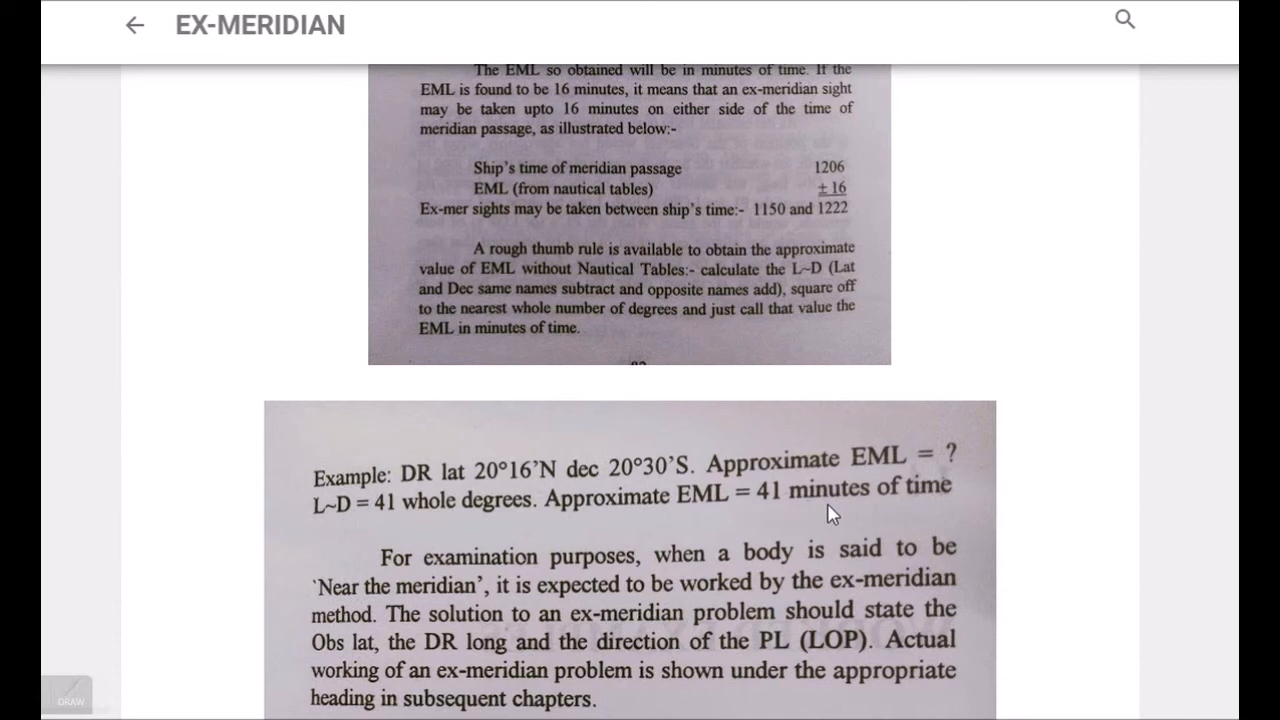 EX-MERIDIAN
The EML so obtained will be in minutes of time. If the
EML is found to be 16 minutes, it means that an ex-meridian sight
may be taken upto 16 minutes on either side of the time of
meridian passage, as illustrated below:-
Ship's time of meridian passage 1206
EML (from nautical tables) ± 16
Ex-mer sights may be taken between ship's time:- 1150 and 1222
A rough thumb rule is available to obtain the approximate
value of EML without Nautical Tables:- calculate the L~D (Lat
and Dec same names subtract and opposite names add), square off
to the nearest whole number of degrees and just call that value the
EML in minutes of time.
Example: DR lat 20°16'N dec 20°30'S. Approximate EML = ?
L~D = 41 whole degrees. Approximate EML = 41 minutes of time
For examination purposes, when a body is said to be
`Near the meridian', it is expected to be worked by the ex-meridian
method. The solution to an ex-meridian problem should state the
Obs lat, the DR long and the direction of the PL (LOP). Actual
working of an ex-meridian problem is shown under the appropriate
heading in subsequent chapters.
DRAW